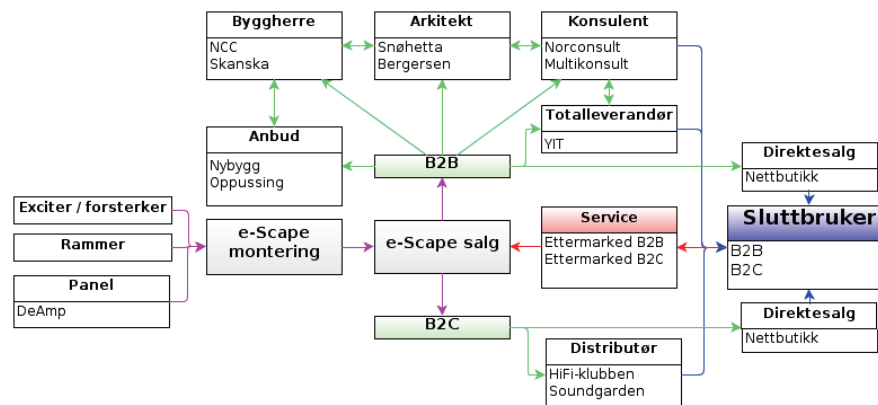 Byggherre
NCC
Skanska
Arkitekt
Snøhetta
Bergersen
Konsulent
Norconsult
Multikonsult
Totalleverandør
YIT
Anbud
Nybygg
Oppussing
B2B
Direktesalg
Nettbutikk
Exciter / forsterker
Rammer
Panel
DeAmp
e-Scape
montering
e-Scape salg
Service
Ettermarked B2B
Ettermarked B2C
Sluttbruker
B2B
B2C
B2C
Direktesalg
Nettbutikk
Distributør
HiFi-klubben
Soundgarden